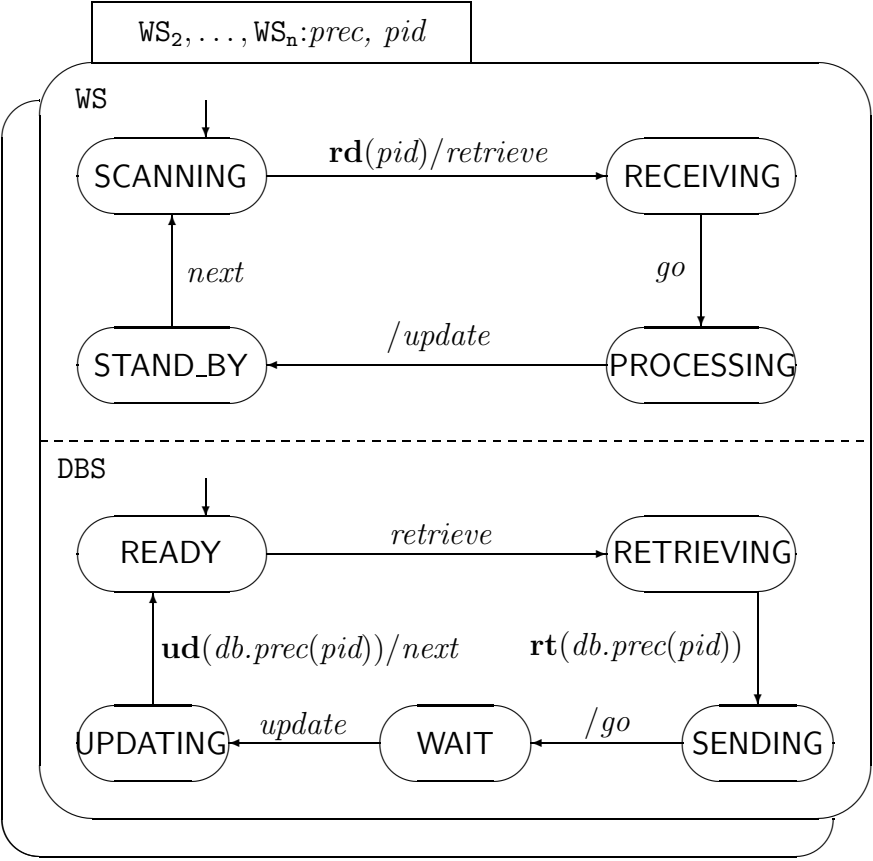 WS₂,...,WSₙ:prec, pid
WS
SCANNING
rd(pid)/retrieve
RECEIVING
next
go
STAND_BY
/update
PROCESSING
DBS
READY
retrieve
RETRIEVING
ud(db.prec(pid))/next
rt(db.prec(pid))
UPDATING
update
WAIT
/go
SENDING